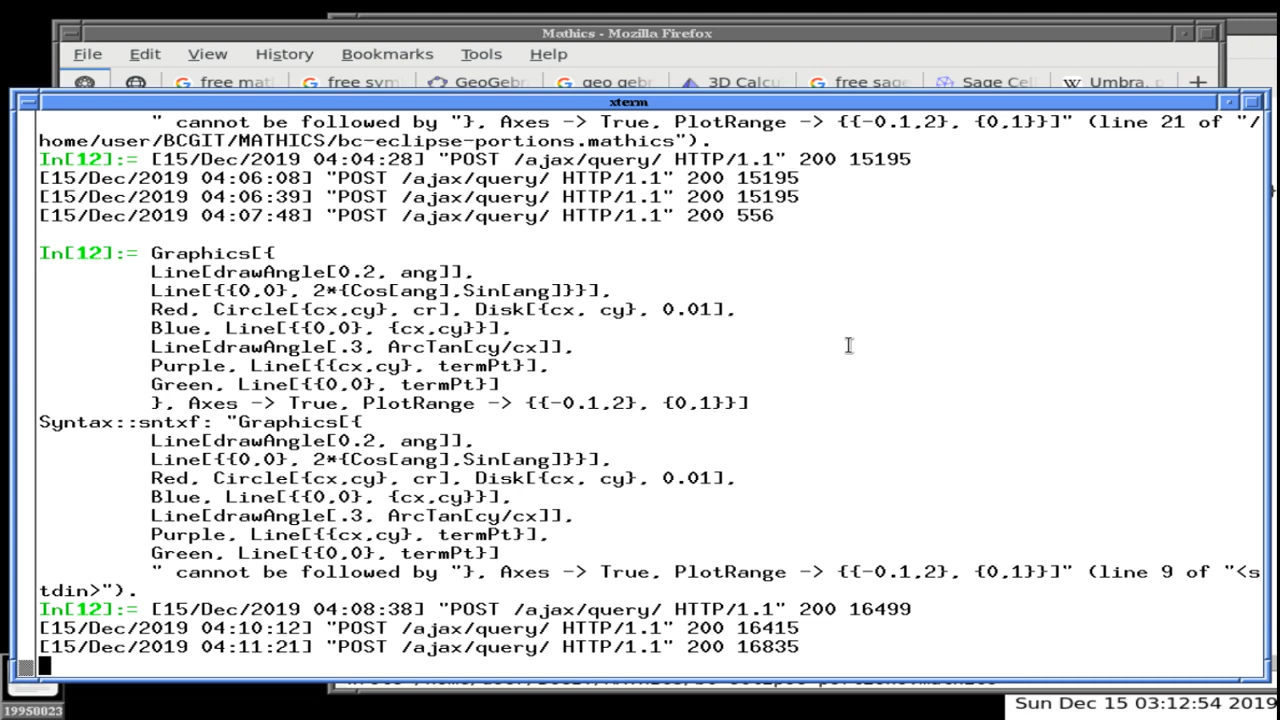 Mathics - Mozilla Firefox
File Edit View History Bookmarks Tools Help
free mat free sym GeoGeb geo gebr 3D Calc free sage Sage Cel Umbra, p
xterm
" cannot be followed by "}, Axes -> True, PlotRange -> {{-0.1,2}, {0,1}}]" (line 21 of "/
home/user/BCGIT/MATHICS/bc-eclipse-portions.mathics").
In[12]:= [15/Dec/2019 04:04:28] "POST /ajax/query/ HTTP/1.1" 200 15195
[15/Dec/2019 04:06:08] "POST /ajax/query/ HTTP/1.1" 200 15195
[15/Dec/2019 04:06:39] "POST /ajax/query/ HTTP/1.1" 200 15195
[15/Dec/2019 04:07:48] "POST /ajax/query/ HTTP/1.1" 200 556
In[12]:= Graphics[{
Line[drawAngle[0.2, ang]],
Line[{{0,0}, 2*{Cos[ang],Sin[ang]}}],
Red, Circle[{cx,cy}, cr], Disk[{cx, cy}, 0.01],
Blue, Line[{{0,0}, {cx,cy}}],
Line[drawAngle[.3, ArcTan[cy/cx]],
Purple, Line[{{cx,cy}, termPt}],
Green, Line[{{0,0}, termPt}]
}, Axes -> True, PlotRange -> {{-0.1,2}, {0,1}}]
Syntax::sntxf: "Graphics[{
Line[drawAngle[0.2, ang]],
Line[{{0,0}, 2*{Cos[ang],Sin[ang]}}],
Red, Circle[{cx,cy}, cr], Disk[{cx, cy}, 0.01],
Blue, Line[{{0,0}, {cx,cy}}],
Line[drawAngle[.3, ArcTan[cy/cx]],
Purple, Line[{{cx,cy}, termPt}],
Green, Line[{{0,0}, termPt}]
" cannot be followed by "}, Axes -> True, PlotRange -> {{-0.1,2}, {0,1}}]" (line 9 of "<s
tdin>").
In[12]:= [15/Dec/2019 04:08:38] "POST /ajax/query/ HTTP/1.1" 200 16499
[15/Dec/2019 04:10:12] "POST /ajax/query/ HTTP/1.1" 200 16415
[15/Dec/2019 04:11:21] "POST /ajax/query/ HTTP/1.1" 200 16835
19950023
Sun Dec 15 03:12:54 2019